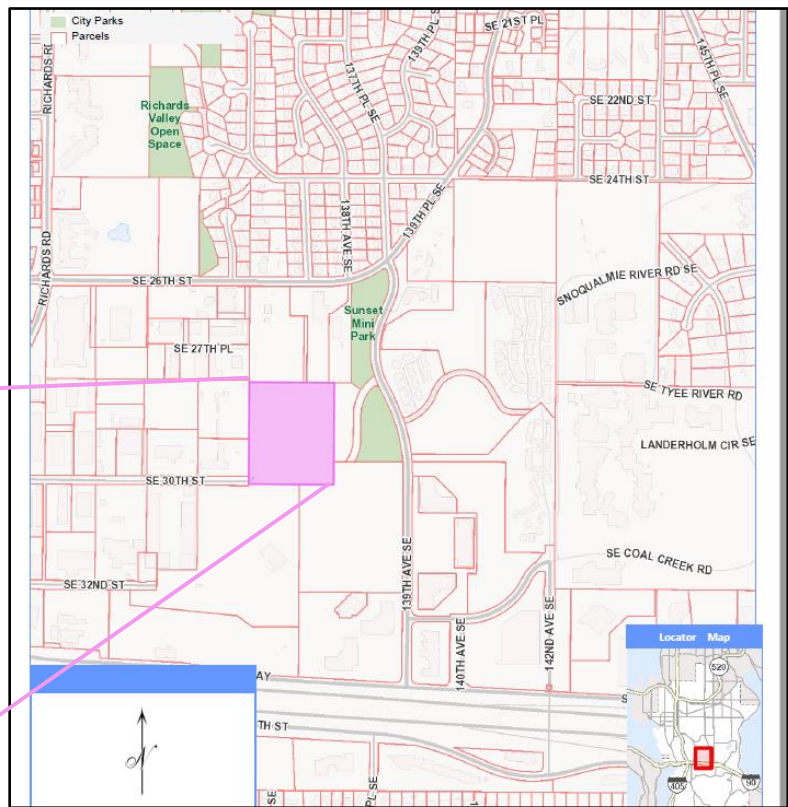 City Parks
Parcels
RICHARDS RD
SE 21ST PL
139TH PL SE
137TH PL SE
145TH PL SE
Richards
Valley
Open
Space
SE 22ND ST
SE 24TH ST
138TH AVE SE
139TH PL SE
RICHARDS RD
SE 26TH ST
SNOQUALMIE RIVER RD SE
Sunset
Mini
Park
SE 27TH PL
SE TYEE RIVER RD
LANDERHOLM CIR SE
SE 30TH ST
SE COAL CREEK RD
SE 32ND ST
139TH AVE SE
140TH AVE SE
142ND AVE SE
AY
S
TH ST
SE
PL SE
N
Locator Map
520
405
90